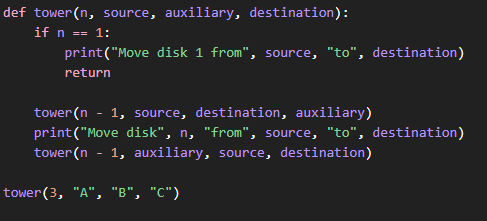 def tower(n, source, auxiliary, destination):
    if n == 1:
        print("Move disk 1 from", source, "to", destination)
        return

    tower(n - 1, source, destination, auxiliary)
    print("Move disk", n, "from", source, "to", destination)
    tower(n - 1, auxiliary, source, destination)

tower(3, "A", "B", "C")